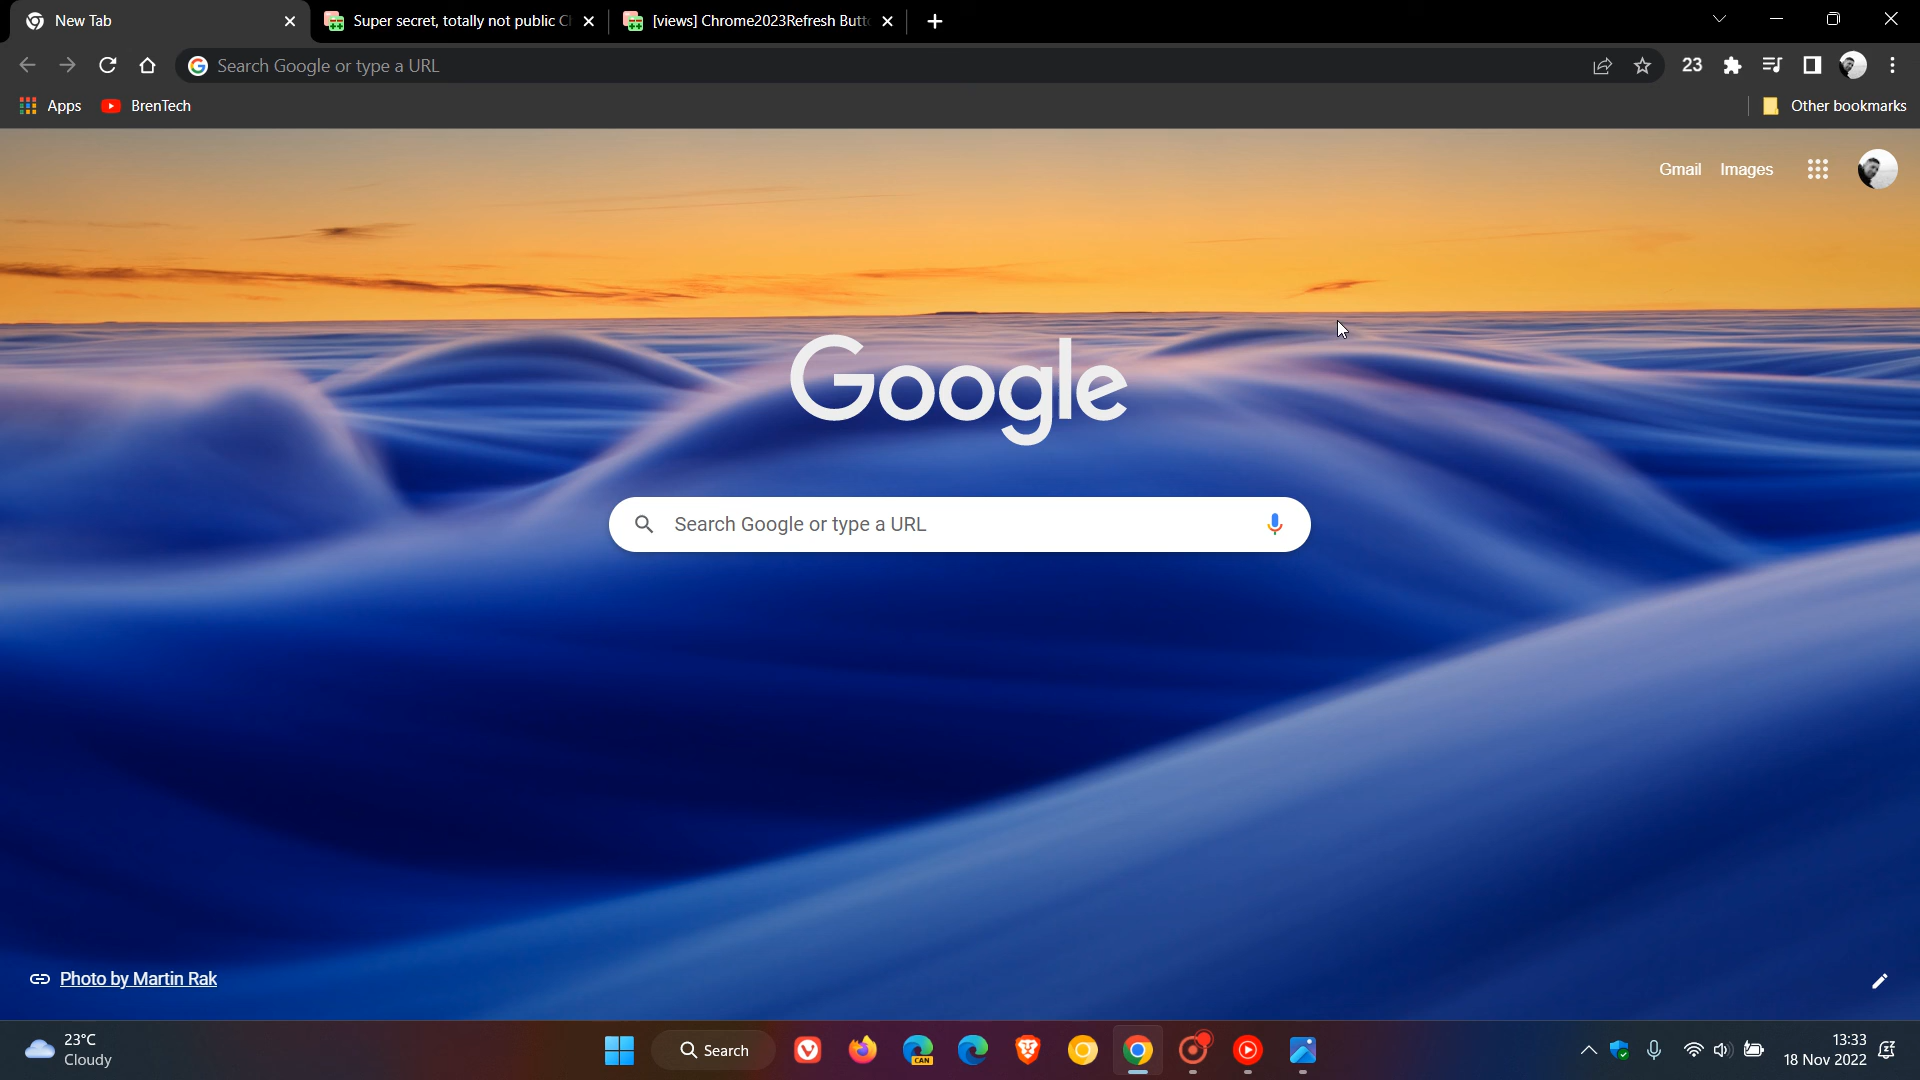 New Tab
Super secret, totally not public C
[views] Chrome2023Refresh Butt
Search Google or type a URL
23
Apps
BrenTech
Other bookmarks
Gmail
Images
Google
Search Google or type a URL
Photo by Martin Rak
23°C
Cloudy
Search
CAN
13:33
18 Nov 2022